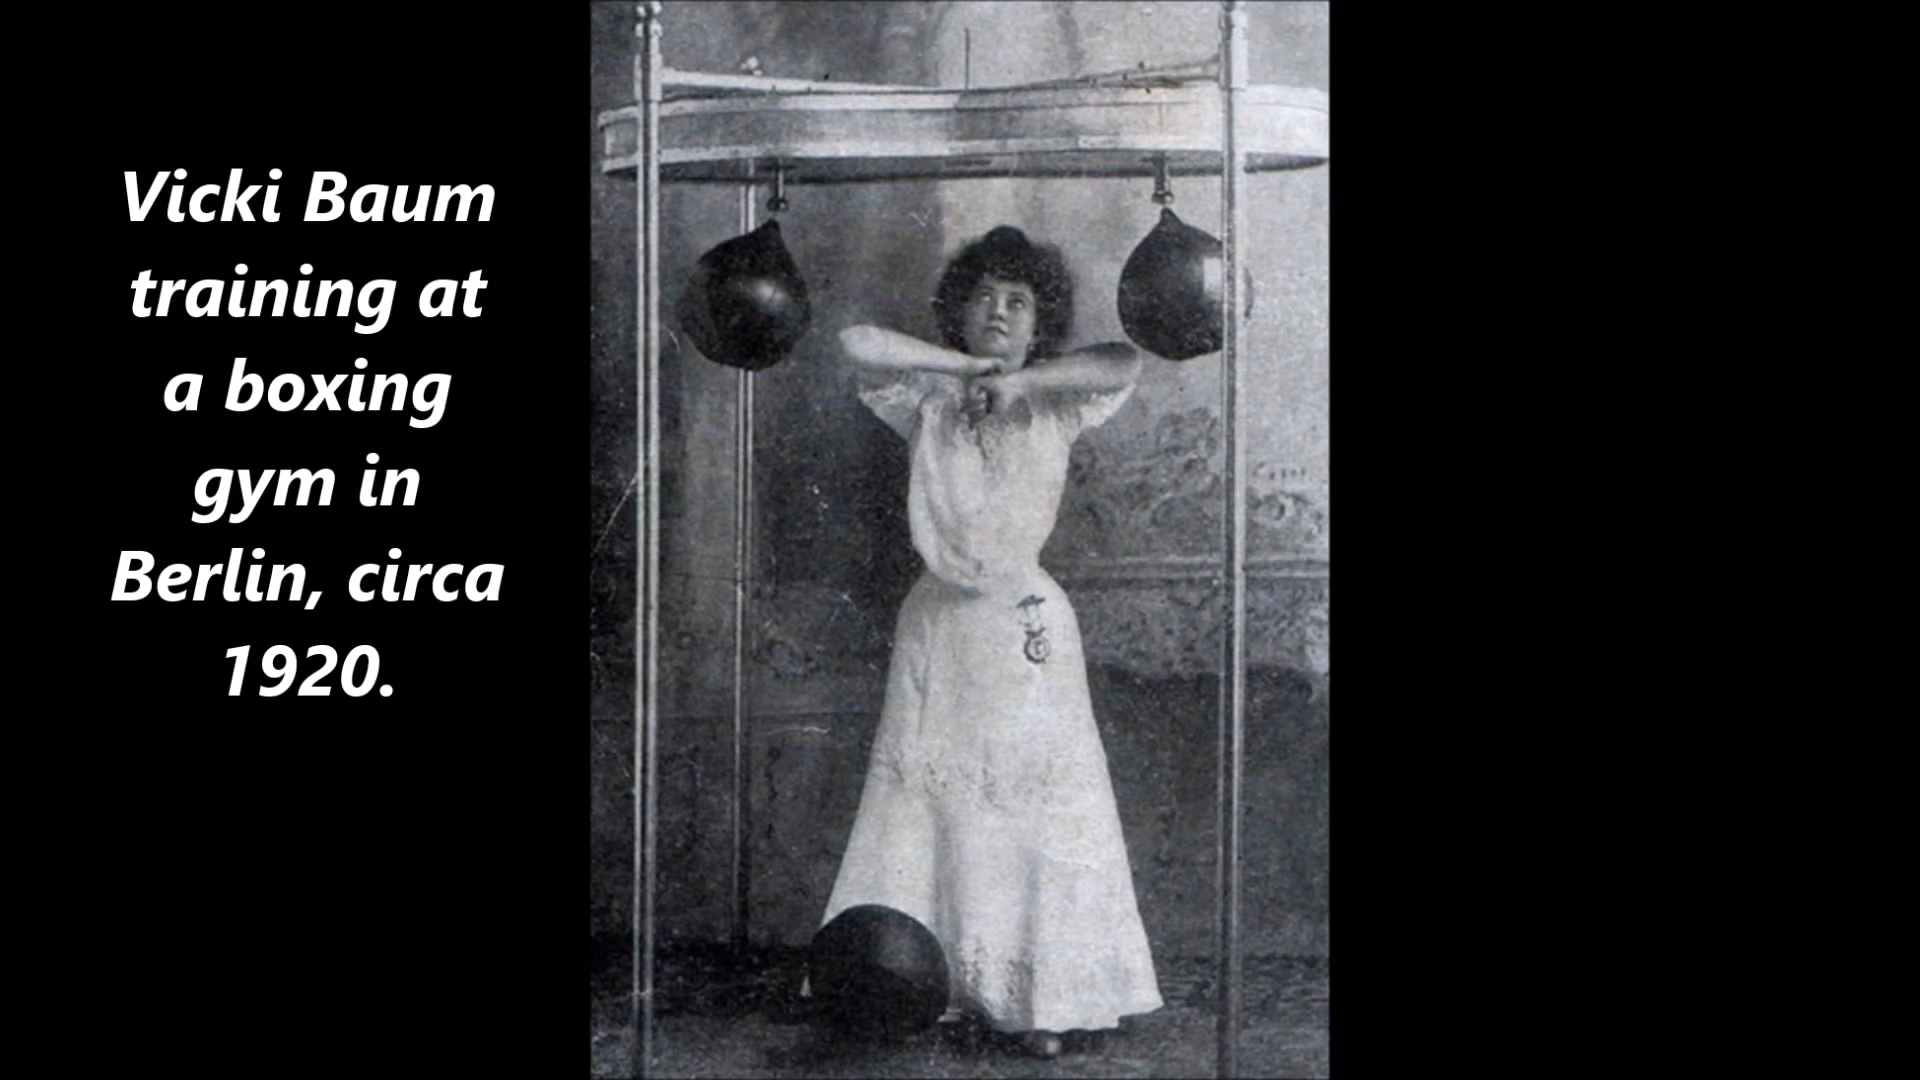 Vicki Baum
training at
a boxing
gym in
Berlin, circa
1920.